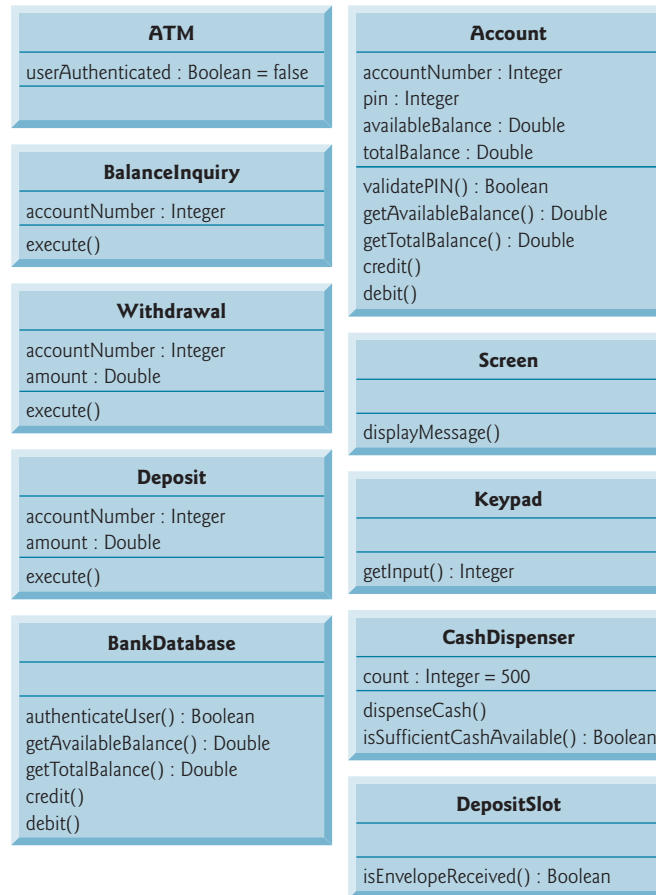 ATM
userAuthenticated : Boolean = false
BalanceInquiry
accountNumber : Integer
execute()
Withdrawal
accountNumber : Integer
amount : Double
execute()
Deposit
accountNumber : Integer
amount : Double
execute()
BankDatabase
authenticateUser() : Boolean
getAvailableBalance() : Double
getTotalBalance() : Double
credit()
debit()
Account
accountNumber : Integer
pin : Integer
availableBalance : Double
totalBalance : Double
validatePIN() : Boolean
getAvailableBalance() : Double
getTotalBalance() : Double
credit()
debit()
Screen
displayMessage()
Keypad
getInput() : Integer
CashDispenser
count : Integer = 500
dispenseCash()
isSufficientCashAvailable() : Boolean
DepositSlot
isEnvelopeReceived() : Boolean